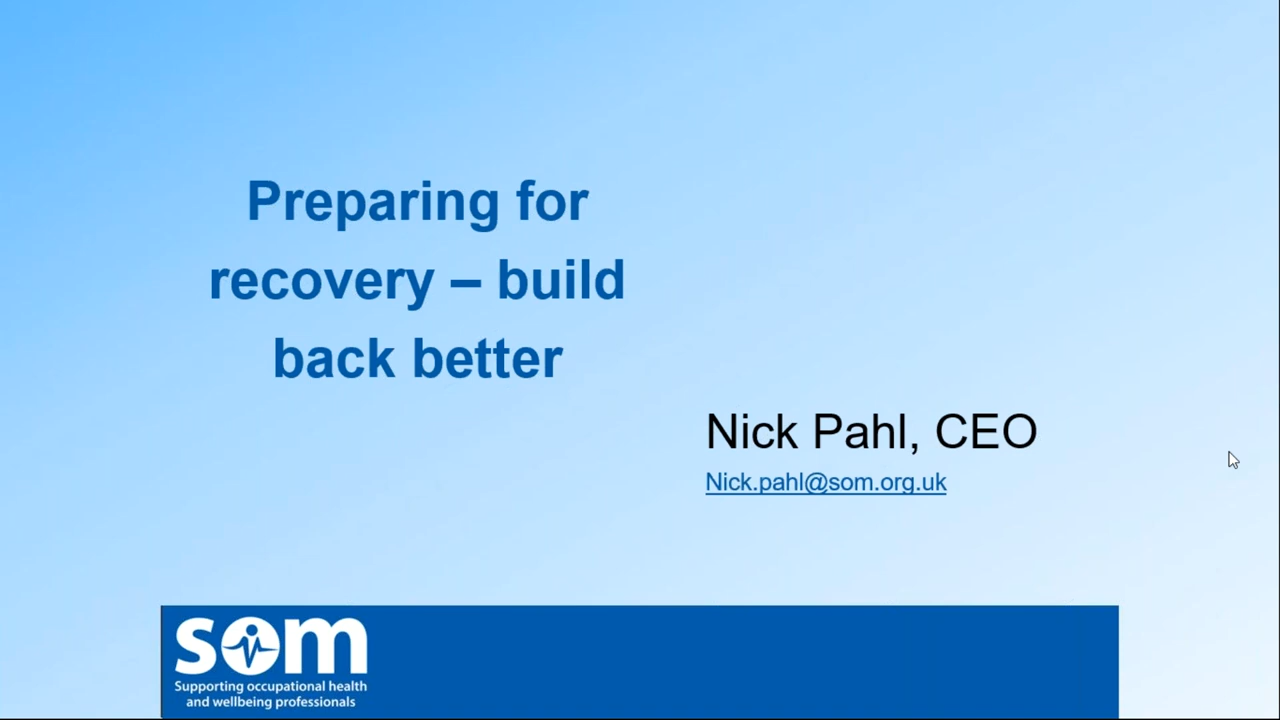 Preparing for
recovery – build
back better
Nick Pahl, CEO
Nick.pahl@som.org.uk
som
Supporting occupational health
and wellbeing professionals